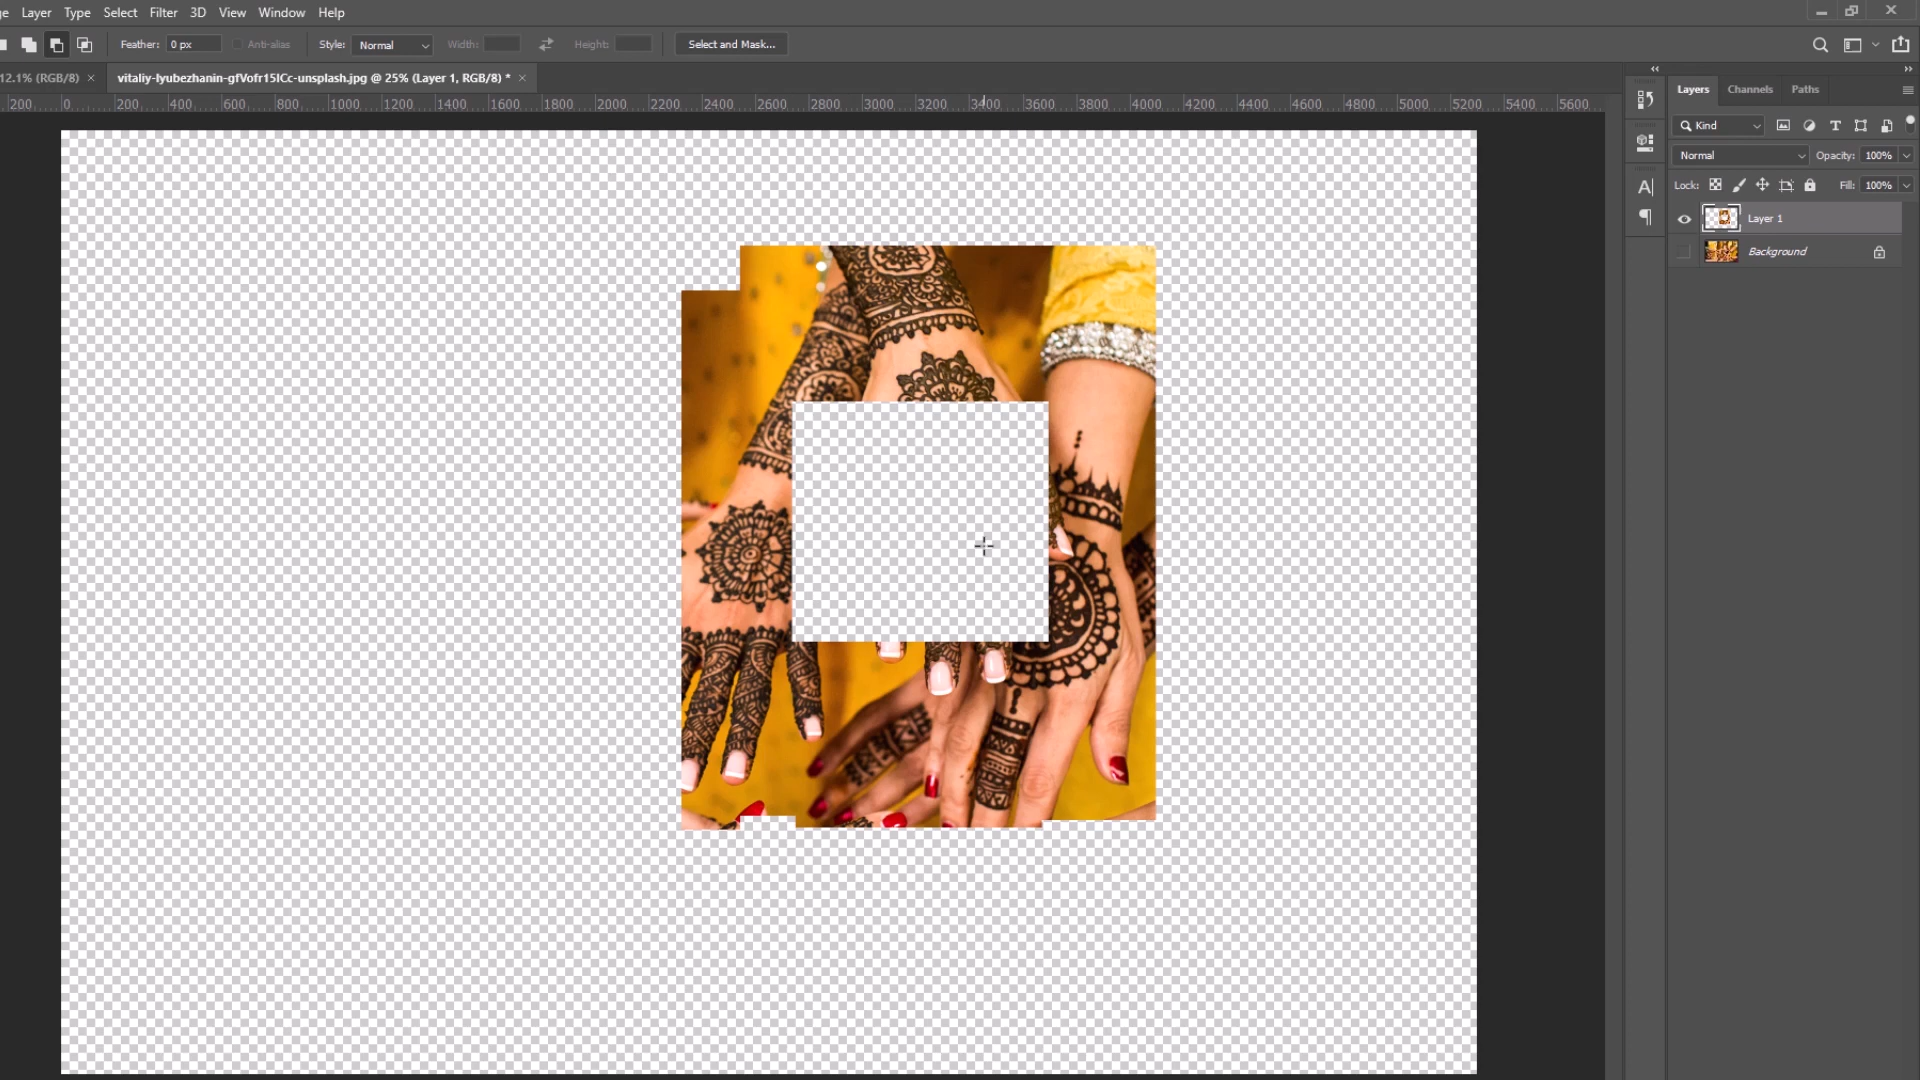 ge Layer Type Select Filter 3D View Window Help
Feather: 0 px Anti-alias Style: Normal Width: Height: Select and Mask...
12.1% (RGB/8) × vitaliy-lyubezhanin-gfVofr15ICc-unsplash.jpg @ 25% (Layer 1, RGB/8) * ×
200 0 200 400 600 800 1000 1200 1400 1600 1800 2000 2200 2400 2600 2800 3000 3200 3400 3600 3800 4000 4200 4400 4600 4800 5000 5200 5400 5600
Layers Channels Paths
Kind
Normal Opacity: 100%
Lock: Fill: 100%
Layer 1
Background